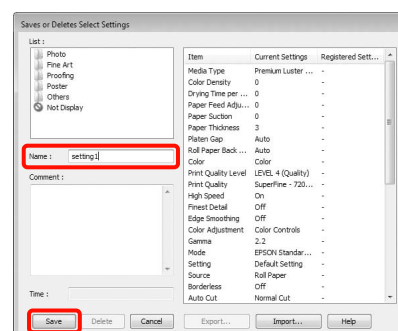 Saves or Deletes Select Settings
List :
Photo
Fine Art
Proofing
Poster
Others
Not Display
Name : setting1
Comment :
Time :
Item Current Settings Registered Sett...
Media Type Premium Luster ... -
Color Density 0 -
Drying Time per ... 0 -
Paper Feed Adju... 0 -
Paper Suction 0 -
Paper Thickness 3 -
Platen Gap Auto -
Roll Paper Back ... Auto -
Color Color -
Print Quality Level LEVEL 4 (Quality) -
Print Quality SuperFine - 720... -
High Speed On -
Finest Detail Off -
Edge Smoothing Off -
Color Adjustment Color Controls -
Gamma 2.2 -
Mode EPSON Standar... -
Setting Default Setting -
Source Roll Paper -
Borderless Off -
Auto Cut Normal Cut -
Save Delete Cancel Export... Import... Help